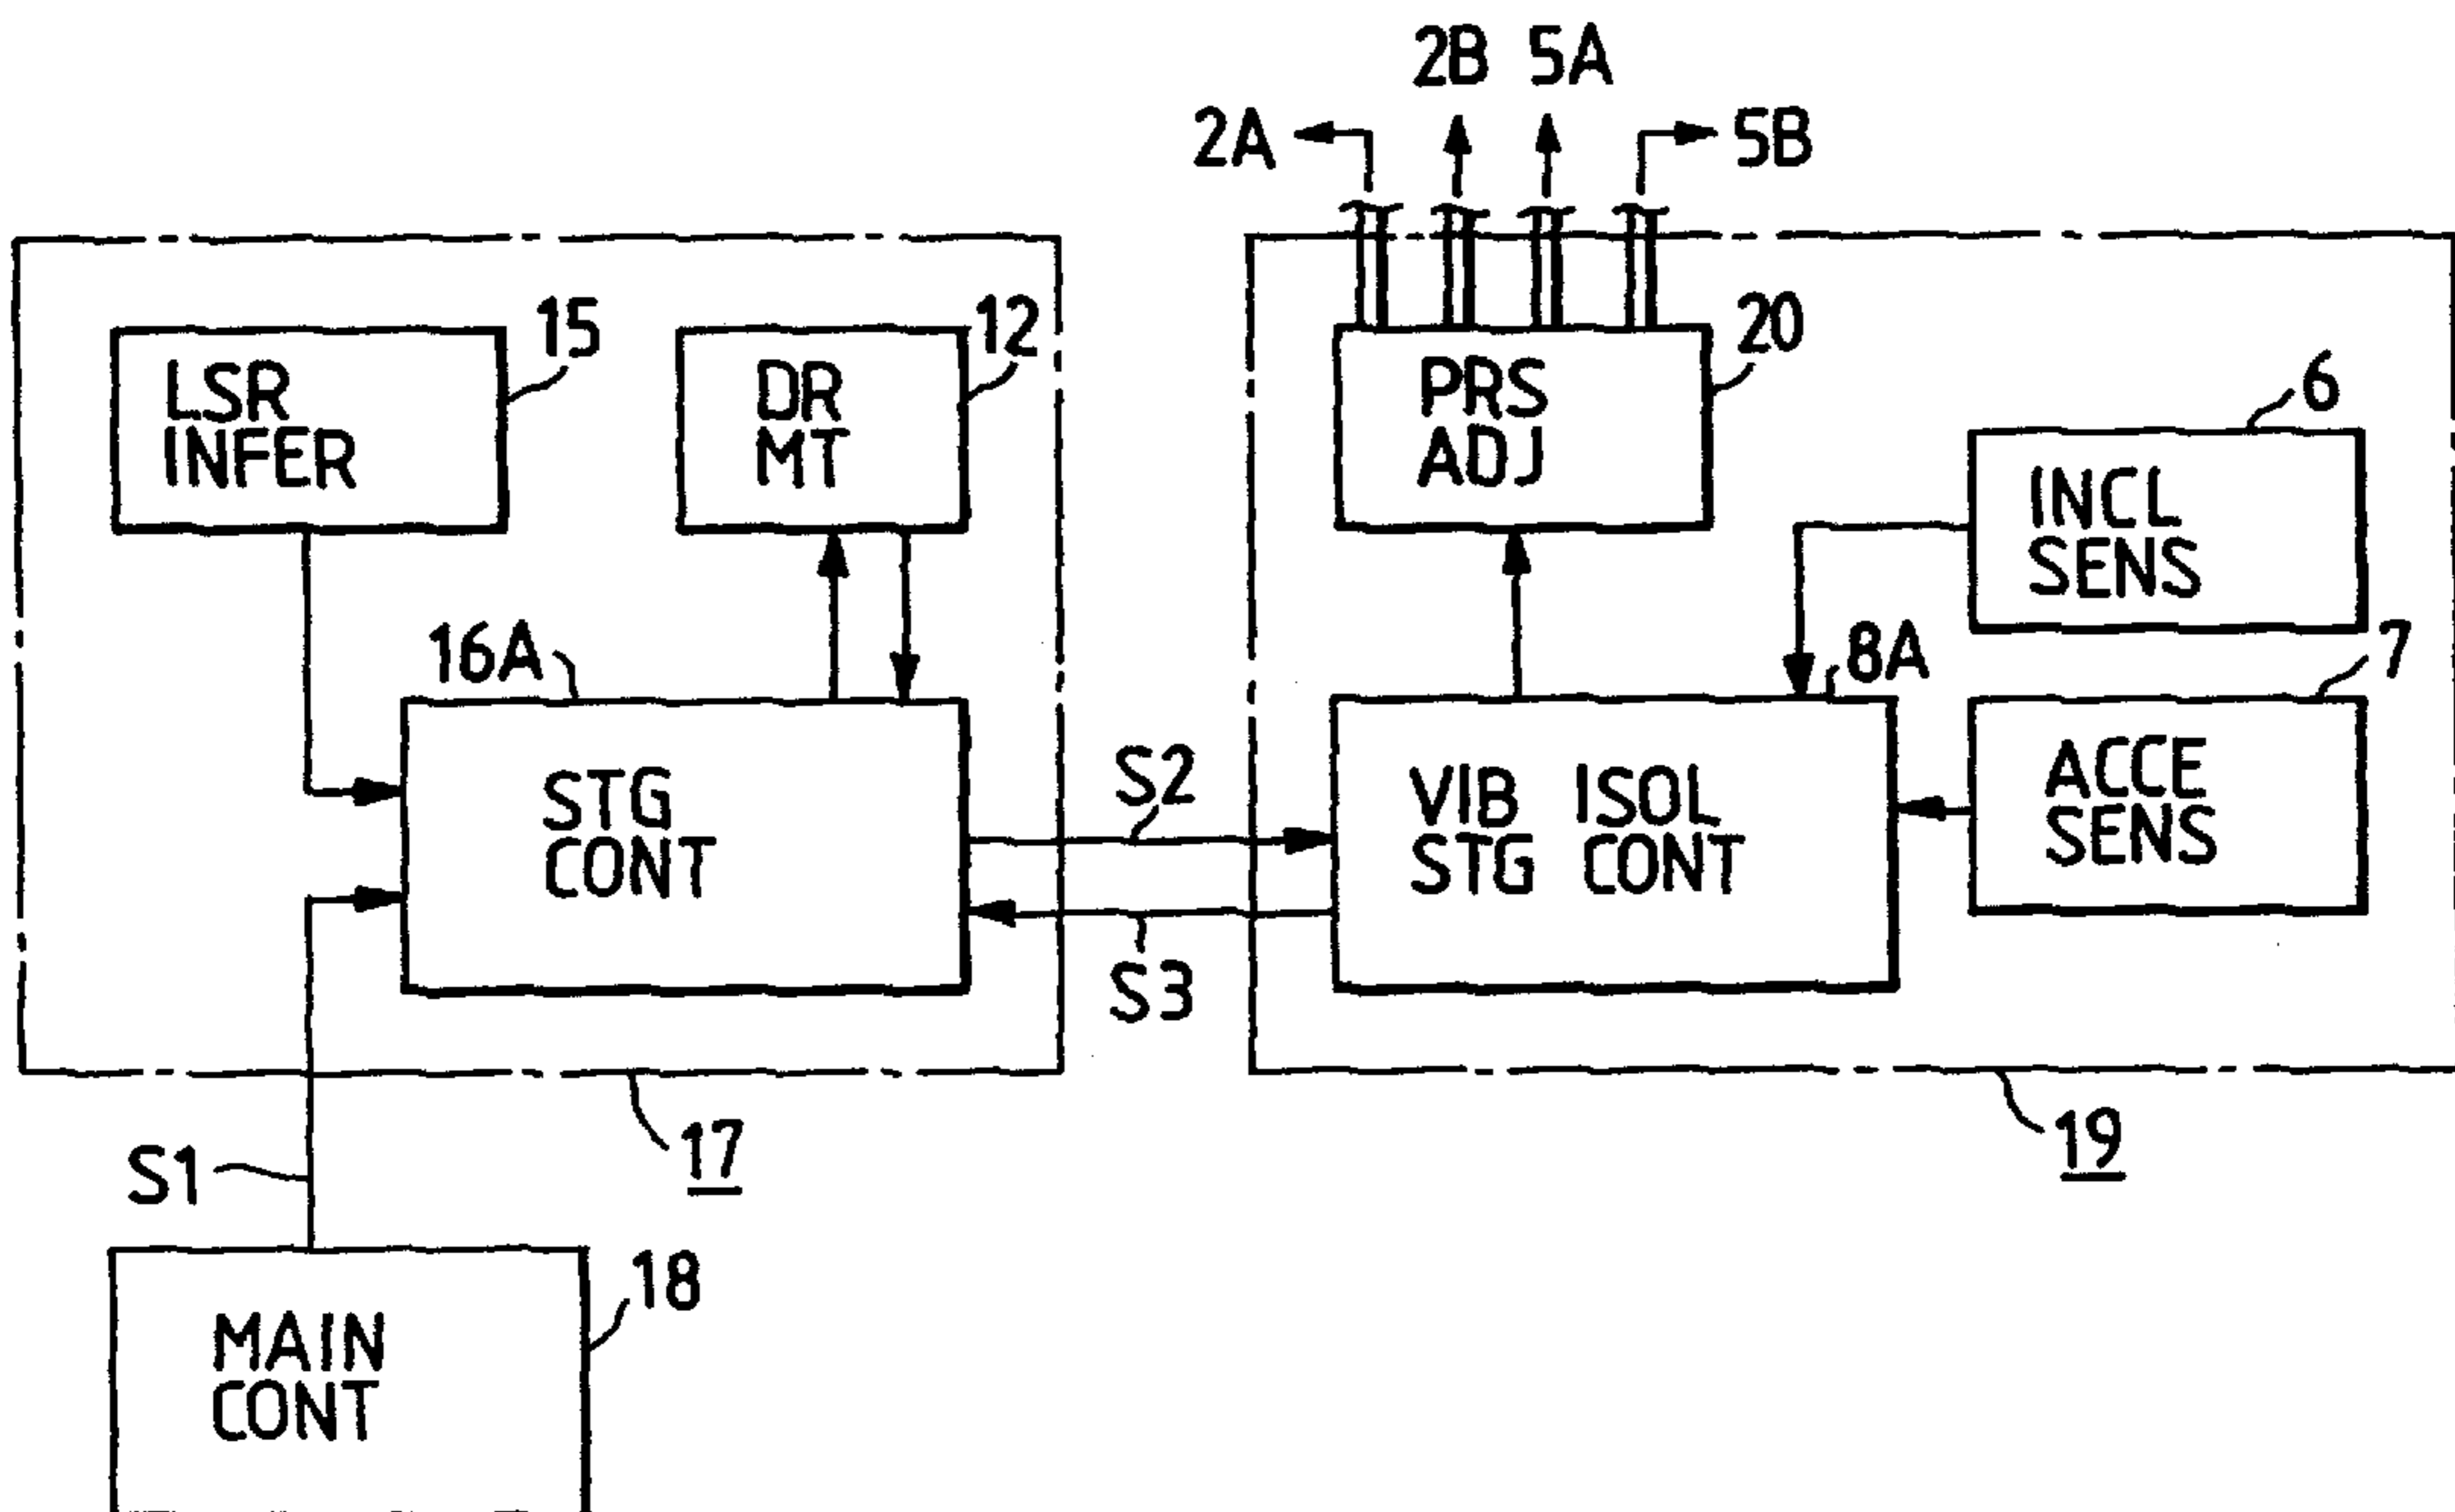 2B 5A
2A
5B
15
12
20
6
LSR
INFER
DR
MT
PRS
ADJ
INCL
SENS
16A
8A
7
STG
CONT
S2
VIB ISOL
STG CONT
ACCE
SENS
S3
17
19
S1
18
MAIN
CONT